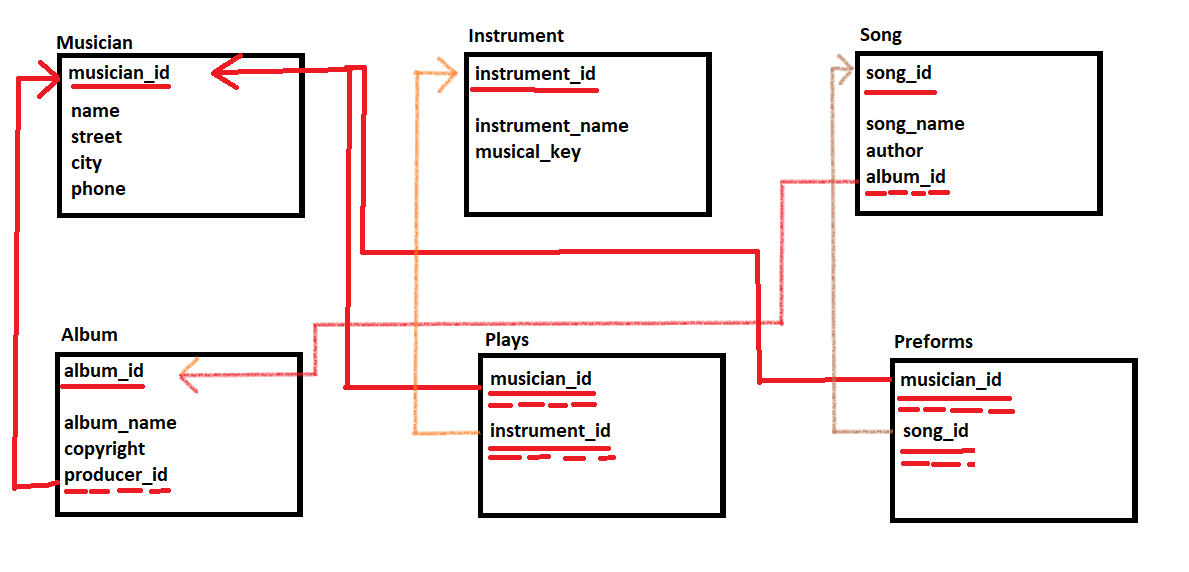 Musician
musician_id
name
street
city
phone
Instrument
instrument_id
instrument_name
musical_key
Song
song_id
song_name
author
album_id
Album
album_id
album_name
copyright
producer_id
Plays
musician_id
instrument_id
Preforms
musician_id
song_id